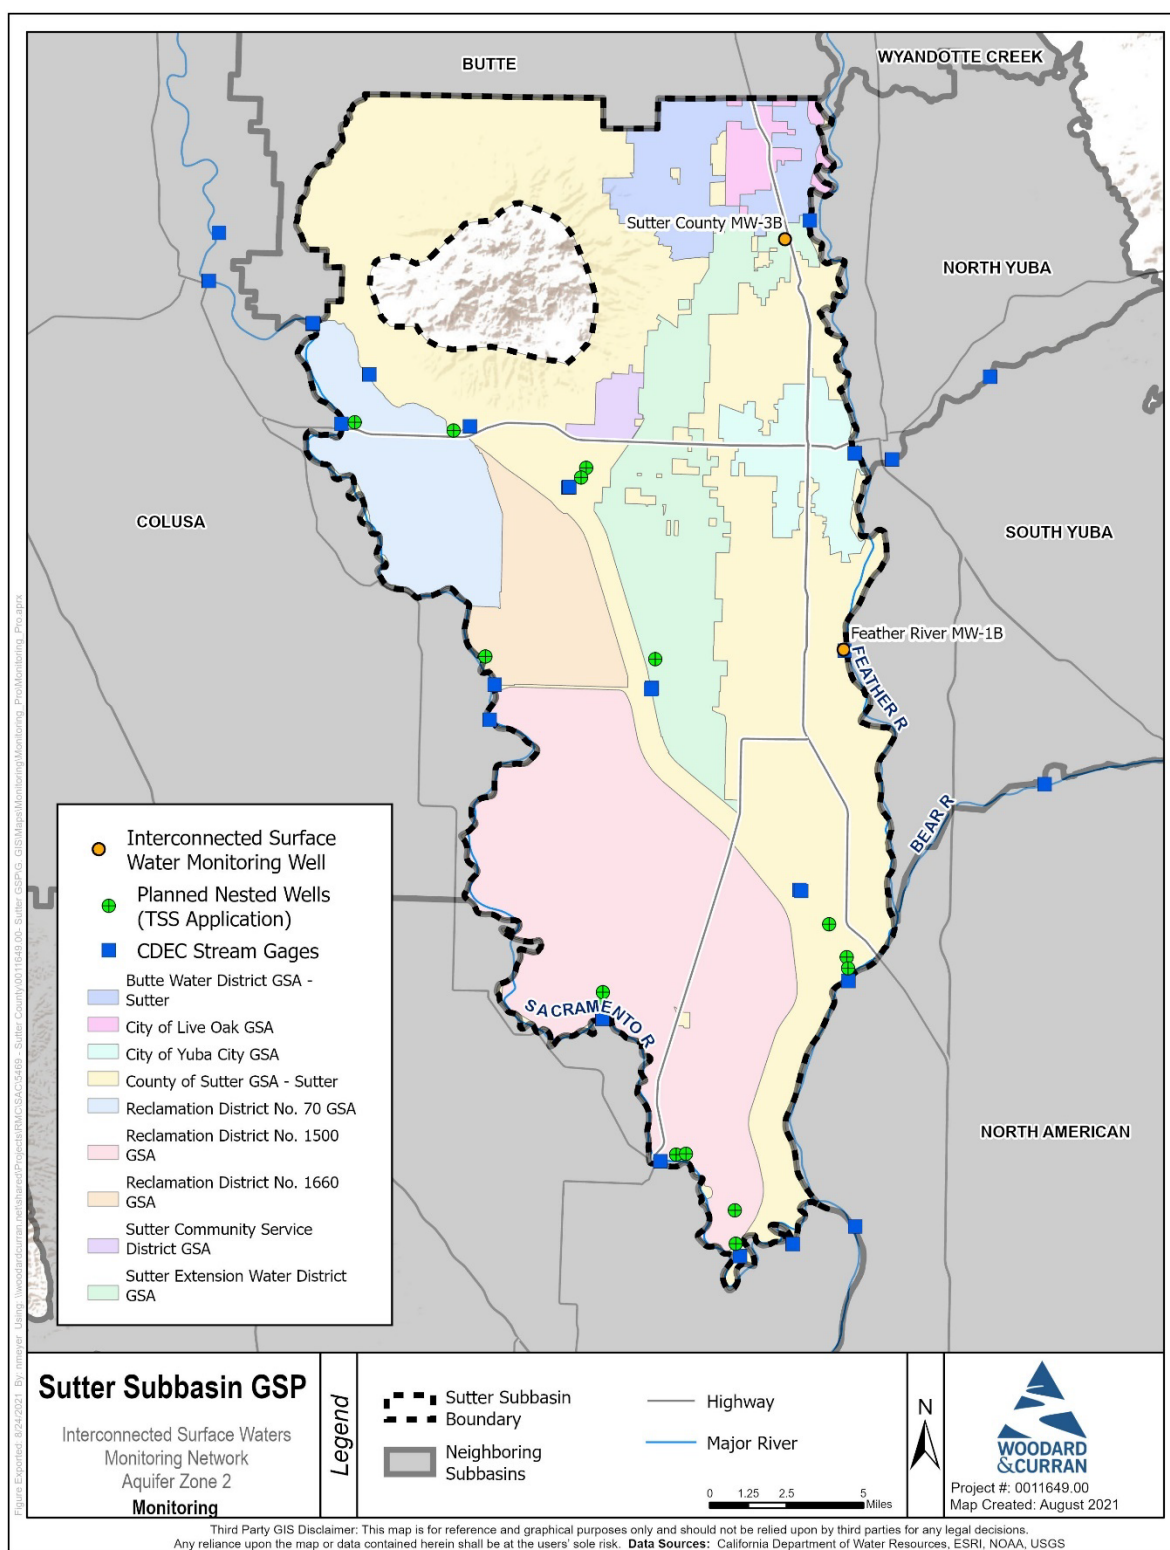 BUTTE
WYANDOTTE CREEK
Sutter County MW-3B
NORTH YUBA
COLUSA
SOUTH YUBA
Feather River MW-1B
FEATHER R
BEAR R
SACRAMENTO R
NORTH AMERICAN
Interconnected Surface
Water Monitoring Well
Planned Nested Wells
(TSS Application)
CDEC Stream Gages
Butte Water District GSA -
Sutter
City of Live Oak GSA
City of Yuba City GSA
County of Sutter GSA - Sutter
Reclamation District No. 70 GSA
Reclamation District No. 1500
GSA
Reclamation District No. 1660
GSA
Sutter Community Service
District GSA
Sutter Extension Water District
GSA
Sutter Subbasin GSP
Interconnected Surface Waters
Monitoring Network
Aquifer Zone 2
Monitoring
Legend
Sutter Subbasin
Boundary
Neighboring
Subbasins
Highway
Major River
N
0 1.25 2.5 5
Miles
WOODARD
&CURRAN
Project #: 0011649.00
Map Created: August 2021
Third Party GIS Disclaimer: This map is for reference and graphical purposes only and should not be relied upon by third parties for any legal decisions.
Any reliance upon the map or data contained herein shall be at the users' sole risk. Data Sources: California Department of Water Resources, ESRI, NOAA, USGS
Figure Exported: 8/24/2021 By: nmeyer Using: